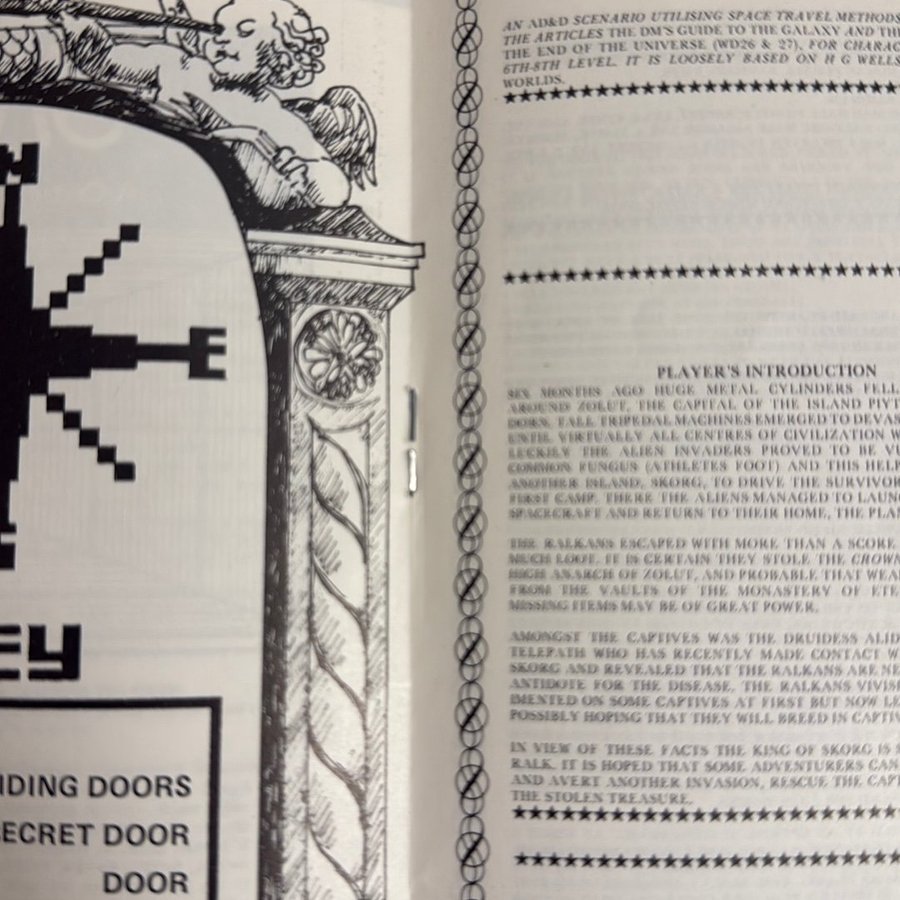 N
E
EY
IDING DOORS
ECRET DOOR
DOOR
AN AD&D SCENARIO UTILISING SPACE TRAVEL METHODS
THE ARTICLES THE DM'S GUIDE TO THE GALAXY AND THE
THE END OF THE UNIVERSE (WD26 & 27), FOR CHARAC
6TH-8TH LEVEL. IT IS LOOSELY BASED ON H G WELLS
WORLDS.
PLAYER'S INTRODUCTION
SIX MONTHS AGO HUGE METAL CYLINDERS FELL
AROUND ZOLUT, THE CAPITAL OF THE ISLAND PIYT
DORN. TALL TRIPEDAL MACHINES EMERGED TO DEVAS
UNTIL VIRTUALLY ALL CENTRES OF CIVILIZATION W
LUCKILY THE ALIEN INVADERS PROVED TO BE VU
COMMON FUNGUS (ATHLETES FOOT) AND THIS HELP
ANOTHER ISLAND, SKORG, TO DRIVE THE SURVIVOR
FIRST CAMP. THERE THE ALIENS MANAGED TO LAUN
SPACECRAFT AND RETURN TO THEIR HOME, THE PLAN
THE RALKANS ESCAPED WITH MORE THAN A SCORE
MUCH LOOT. IT IS CERTAIN THEY STOLE THE CROWN
HIGH ANARCH OF ZOLUT, AND PROBABLE THAT WEA
FROM THE VAULTS OF THE MONASTERY OF ETE
MISSING ITEMS MAY BE OF GREAT POWER.
AMONGST THE CAPTIVES WAS THE DRUIDESS ALID
TELEPATH WHO HAS RECENTLY MADE CONTACT W
SKORG AND REVEALED THAT THE RALKANS ARE NE
ANTIDOTE FOR THE DISEASE. THE RALKANS VIVISE
IMENTED ON SOME CAPTIVES AT FIRST BUT NOW LE
POSSIBLY HOPING THAT THEY WILL BREED IN CAPTIV
IN VIEW OF THESE FACTS THE KING OF SKORG IS S
RALK. IT IS HOPED THAT SOME ADVENTURERS CAN
AND AVERT ANOTHER INVASION, RESCUE THE CAPT
THE STOLEN TREASURE.